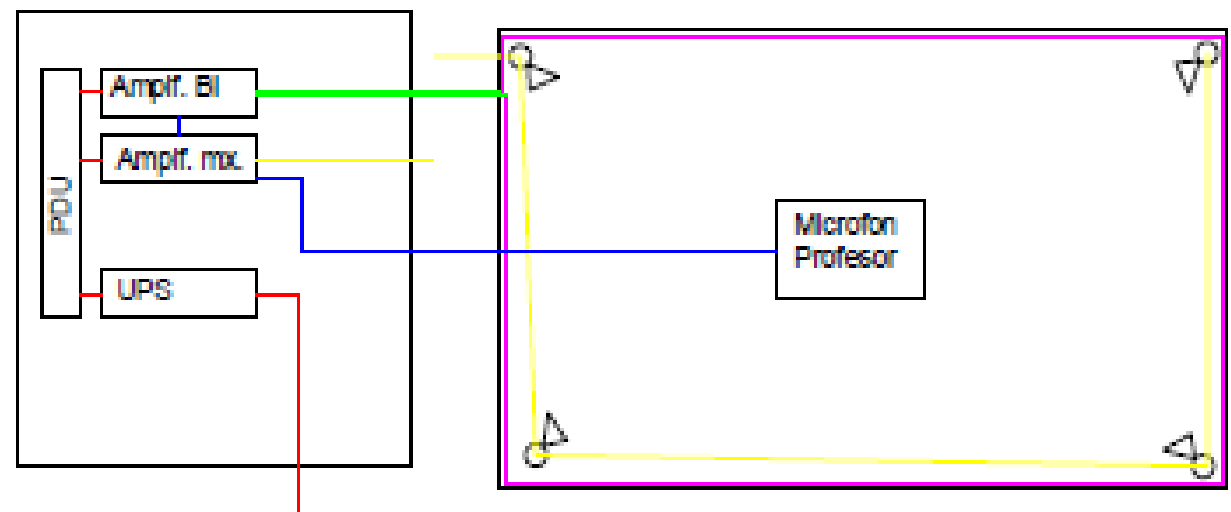 Amplf. BI
Amplf. mx.
PDU
UPS
Microfon
Profesor